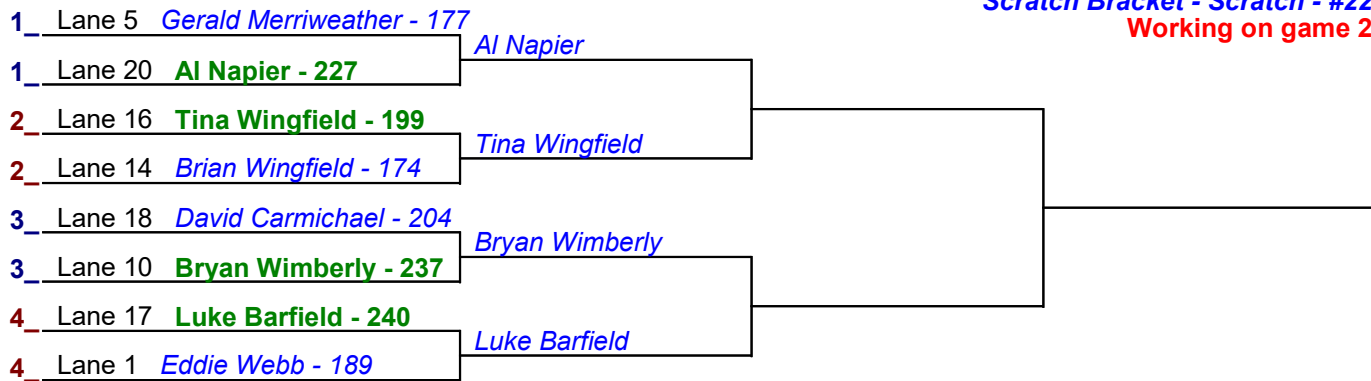 Scratch Bracket - Scratch - #22
Working on game 2
1_ Lane 5 Gerald Merriweather - 177
Al Napier
1_ Lane 20 Al Napier - 227
2_ Lane 16 Tina Wingfield - 199
Tina Wingfield
2_ Lane 14 Brian Wingfield - 174
3_ Lane 18 David Carmichael - 204
Bryan Wimberly
3_ Lane 10 Bryan Wimberly - 237
4_ Lane 17 Luke Barfield - 240
Luke Barfield
4_ Lane 1 Eddie Webb - 189